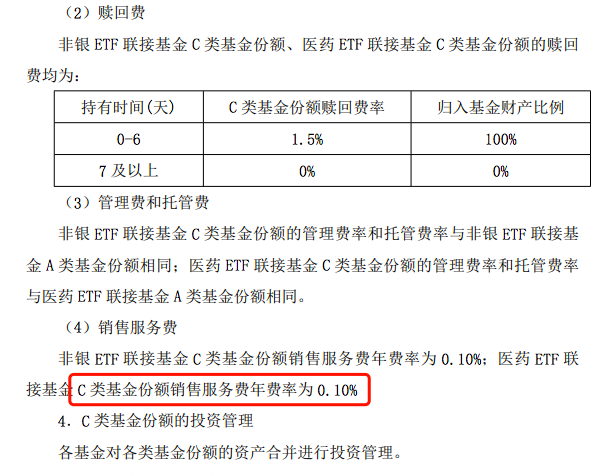 （2）赎回费
非银 ETF 联接基金 C 类基金份额、医药 ETF 联接基金 C 类基金份额的赎回
费均为：
持有时间(天) C 类基金份额赎回费率 归入基金财产比例
0-6 1.5% 100%
7 及以上 0% 0%
（3）管理费和托管费
非银 ETF 联接基金 C 类基金份额的管理费率和托管费率与非银 ETF 联接基
金 A 类基金份额相同；医药 ETF 联接基金 C 类基金份额的管理费率和托管费率
与医药 ETF 联接基金 A 类基金份额相同。
（4）销售服务费
非银 ETF 联接基金 C 类基金份额销售服务费年费率为 0.10%；医药 ETF 联
接基金 C 类基金份额销售服务费年费率为 0.10%
4．C 类基金份额的投资管理
各基金对各类基金份额的资产合并进行投资管理。